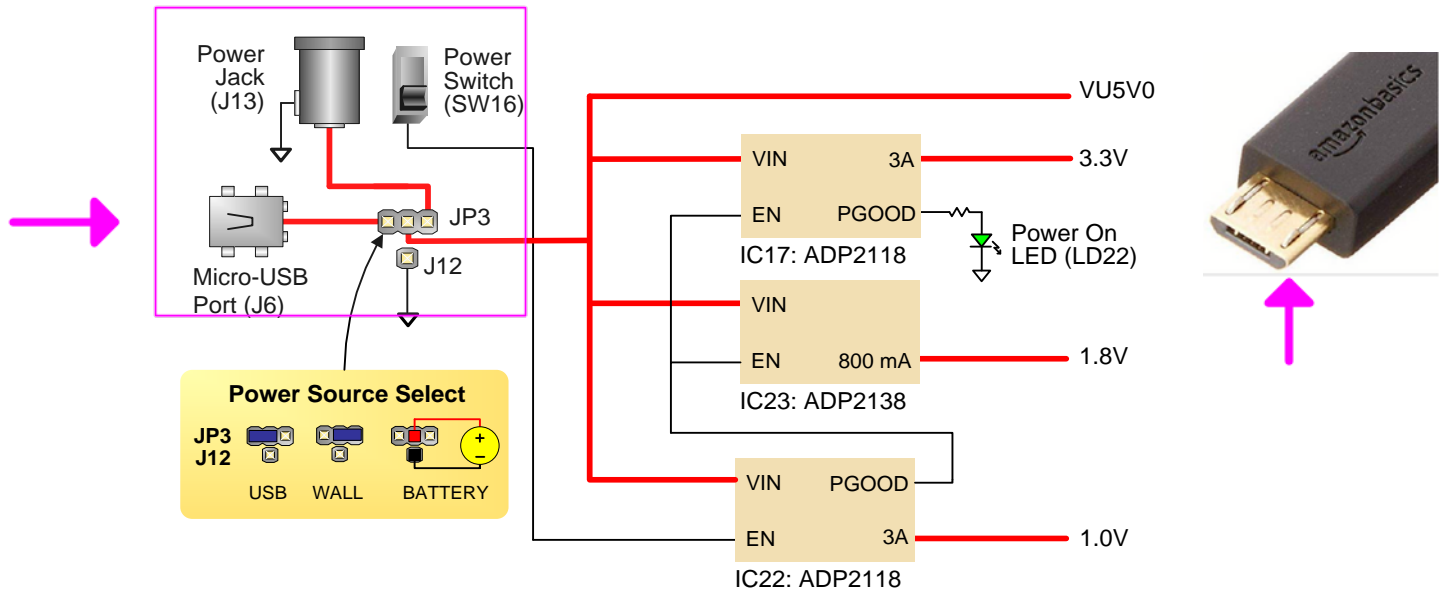 Power
Jack
(J13)
Power
Switch
(SW16)
JP3
J12
Micro-USB
Port (J6)
Power Source Select
JP3
J12
USB
WALL
BATTERY
+
–
VU5V0
VIN
3A
3.3V
EN
PGOOD
IC17: ADP2118
Power On
LED (LD22)
VIN
EN
800 mA
1.8V
IC23: ADP2138
VIN
PGOOD
EN
3A
1.0V
IC22: ADP2118
amazonbasics